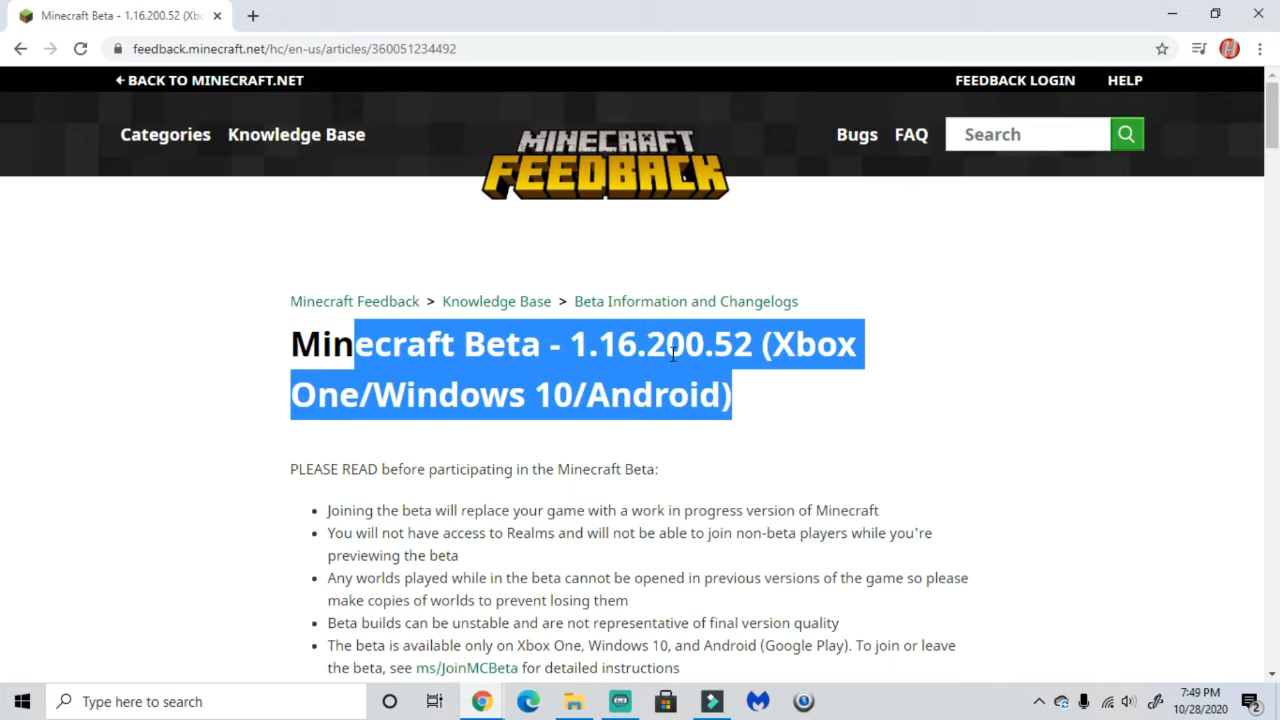 Minecraft Beta - 1.16.200.52 (Xbo
feedback.minecraft.net/hc/en-us/articles/360051234492
BACK TO MINECRAFT.NET
FEEDBACK LOGIN
HELP
Categories
Knowledge Base
MINECRAFT
FEEDBACK
Bugs
FAQ
Search
Minecraft Feedback > Knowledge Base > Beta Information and Changelogs
Minecraft Beta - 1.16.200.52 (Xbox
One/Windows 10/Android)
PLEASE READ before participating in the Minecraft Beta:
• Joining the beta will replace your game with a work in progress version of Minecraft
• You will not have access to Realms and will not be able to join non-beta players while you're
previewing the beta
• Any worlds played while in the beta cannot be opened in previous versions of the game so please
make copies of worlds to prevent losing them
• Beta builds can be unstable and are not representative of final version quality
• The beta is available only on Xbox One, Windows 10, and Android (Google Play). To join or leave
the beta, see ms/JoinMCBeta for detailed instructions
Type here to search
7:49 PM
10/28/2020
2